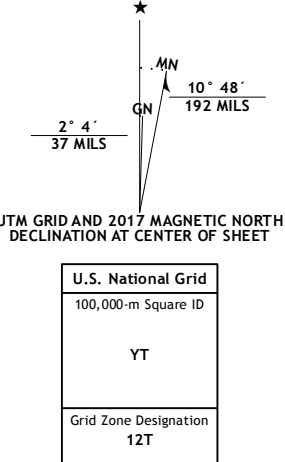 ★
MN
10° 48´
192 MILS
GN
2° 4´
37 MILS
UTM GRID AND 2017 MAGNETIC NORTH
DECLINATION AT CENTER OF SHEET
U.S. National Grid
100,000-m Square ID
YT
Grid Zone Designation
12T